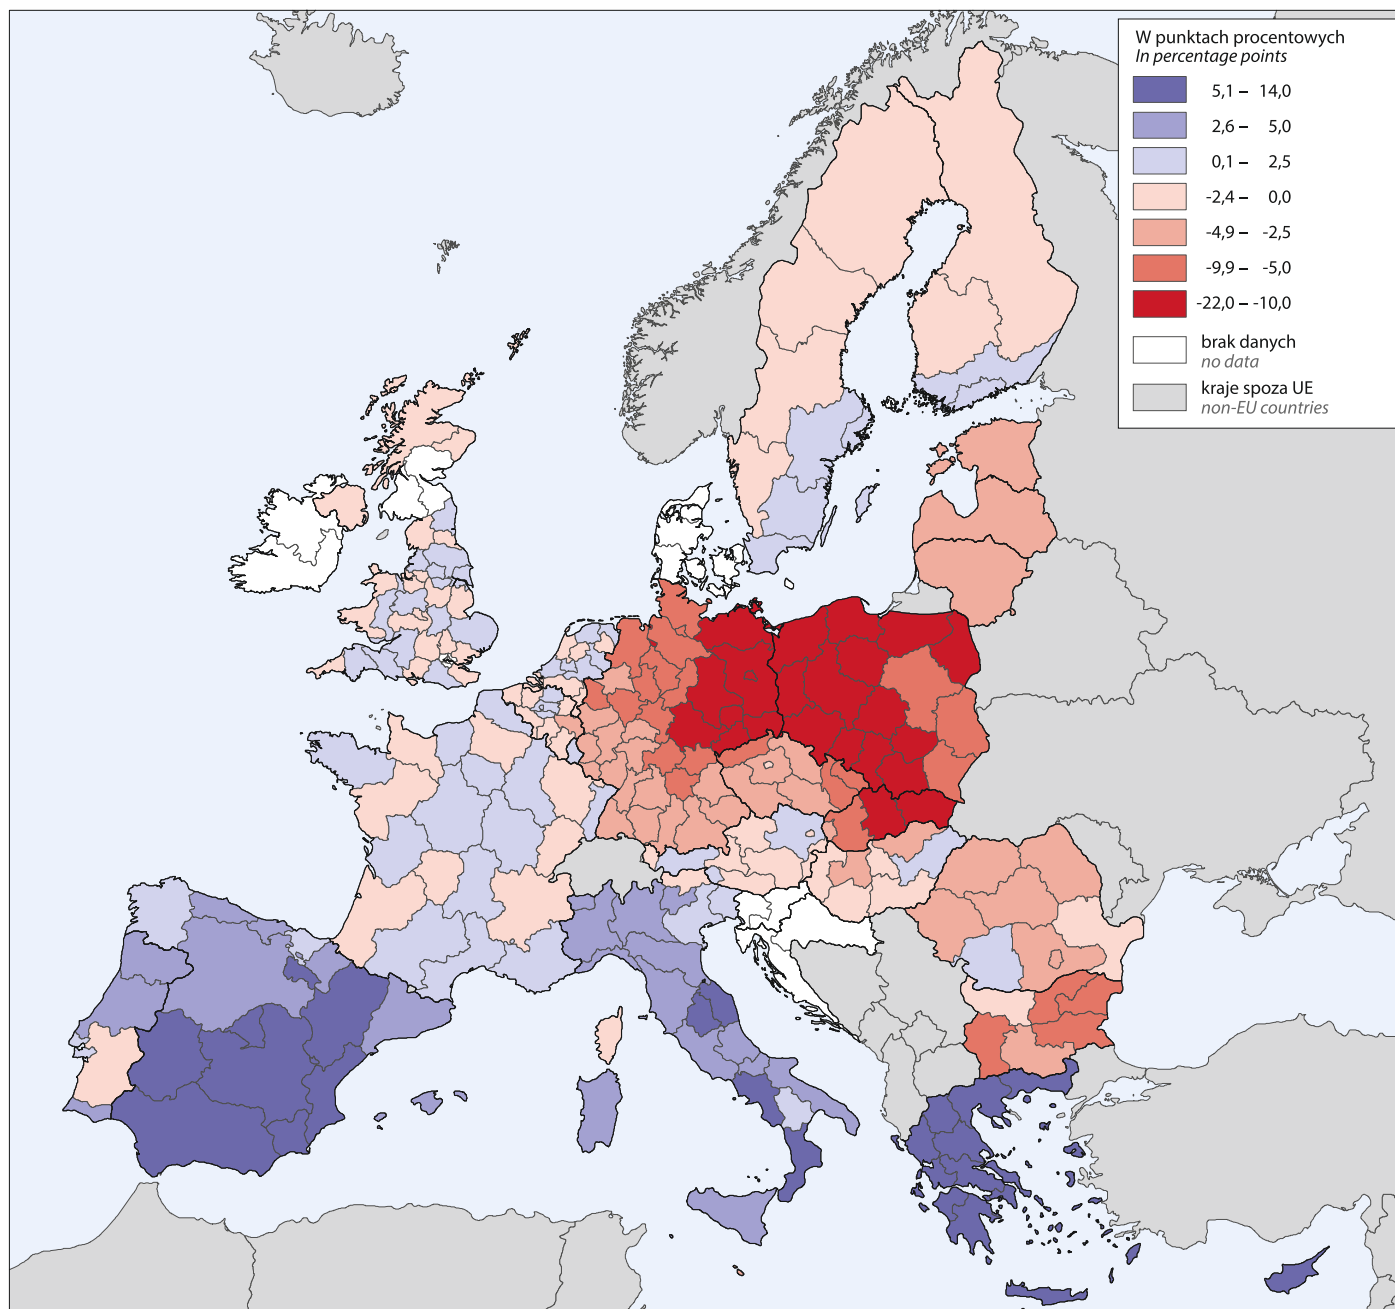 W punktach procentowych
In percentage points
5,1 – 14,0
2,6 – 5,0
0,1 – 2,5
-2,4 – 0,0
-4,9 – -2,5
-9,9 – -5,0
-22,0 – -10,0
brak danych
no data
kraje spoza UE
non-EU countries